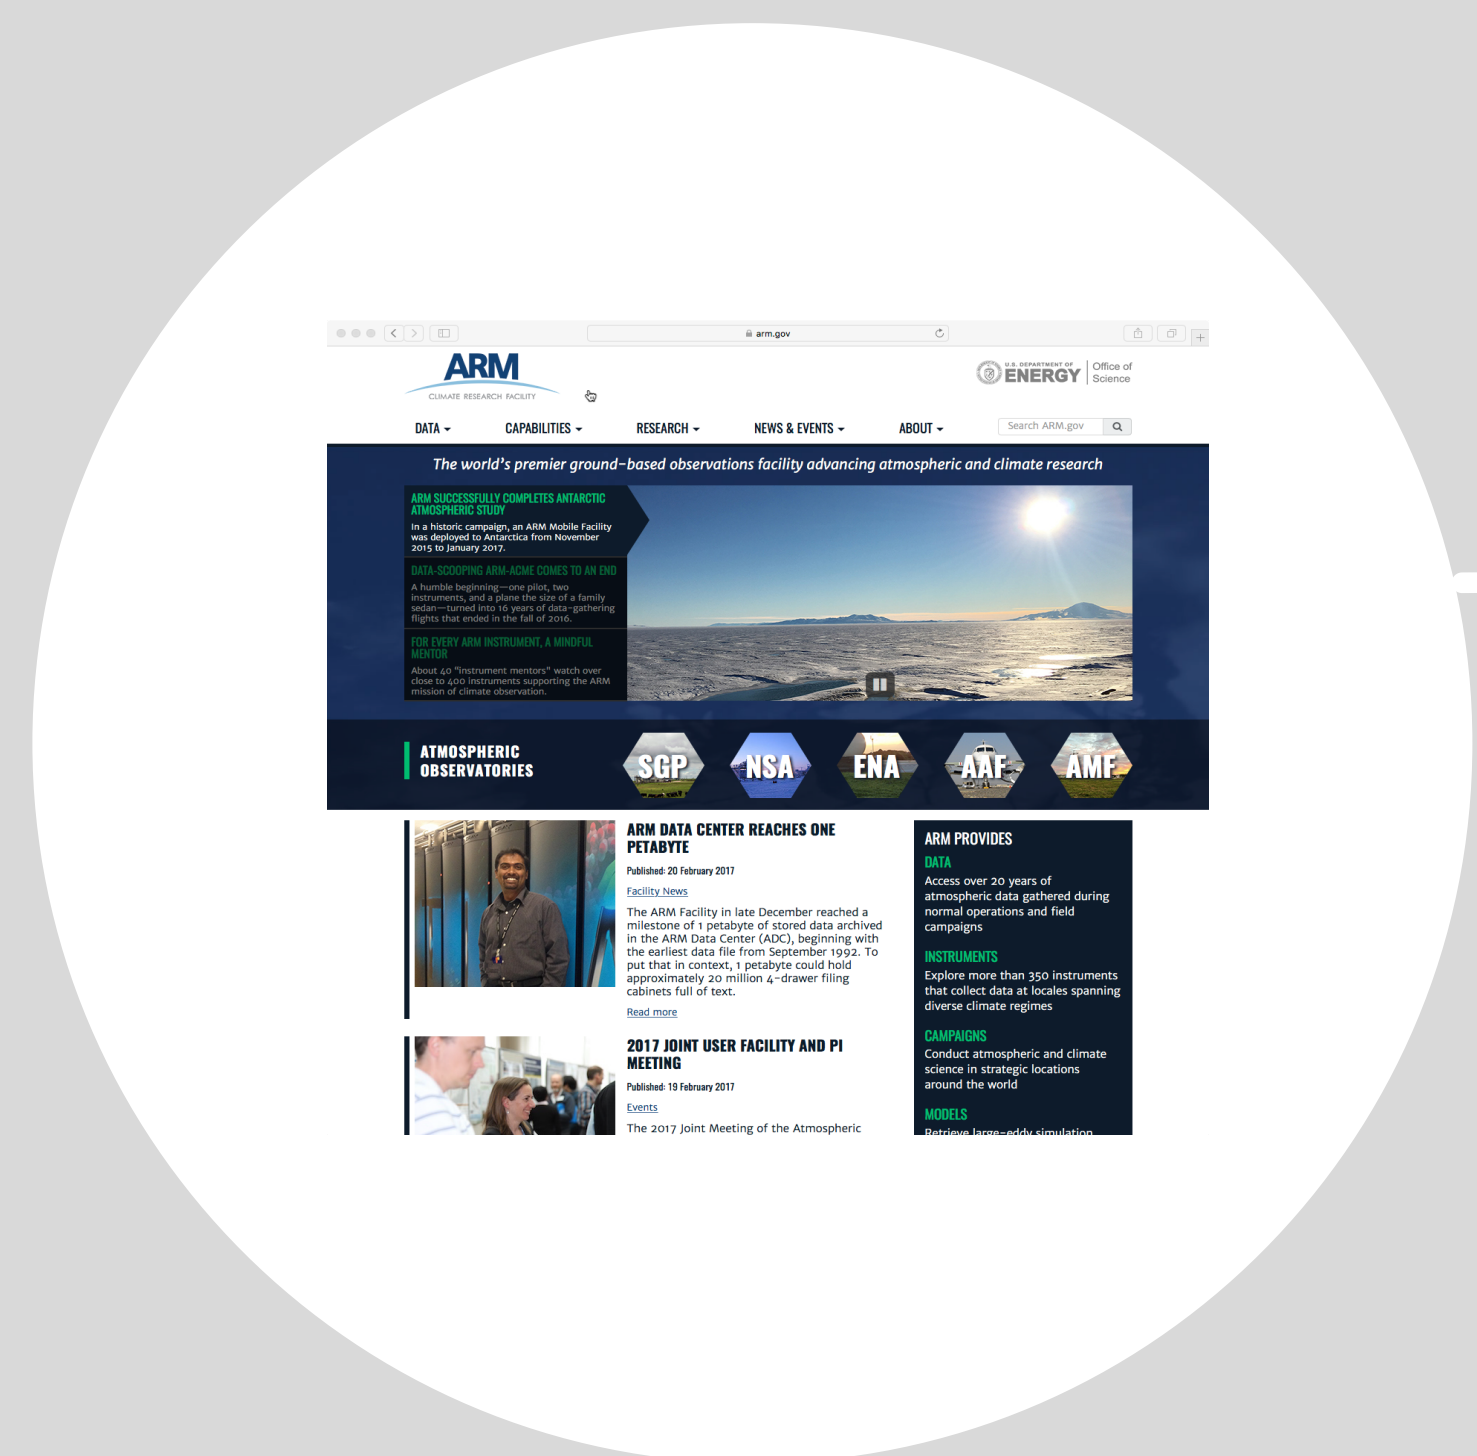 arm.gov
ARM
CLIMATE RESEARCH FACILITY
U.S. DEPARTMENT OF
ENERGY
Office of
Science
DATA
CAPABILITIES
RESEARCH
NEWS & EVENTS
ABOUT
Search ARM.gov
The world's premier ground-based observations facility advancing atmospheric and climate research
ARM SUCCESSFULLY COMPLETES ANTARCTIC
ATMOSPHERIC STUDY
In a historic campaign, an ARM Mobile Facility
was deployed to Antarctica from November
2015 to January 2017.
DATA-SCOOPING ARM-ACME COMES TO AN END
A humble beginning—one pilot, two
instruments, and a plane the size of a family
sedan—turned into 16 years of data-gathering
flights that ended in the fall of 2016.
FOR EVERY ARM INSTRUMENT, A MINDFUL
MENTOR
About 40 "instrument mentors" watch over
close to 400 instruments supporting the ARM
mission of climate observation.
ATMOSPHERIC
OBSERVATORIES
SGP
NSA
ENA
AAF
AMF
ARM DATA CENTER REACHES ONE
PETABYTE
Published: 20 February 2017
Facility News
The ARM Facility in late December reached a
milestone of 1 petabyte of stored data archived
in the ARM Data Center (ADC), beginning with
the earliest data file from September 1992. To
put that in context, 1 petabyte could hold
approximately 20 million 4-drawer filing
cabinets full of text.
Read more
2017 JOINT USER FACILITY AND PI
MEETING
Published: 19 February 2017
Events
The 2017 Joint Meeting of the Atmospheric
ARM PROVIDES
DATA
Access over 20 years of
atmospheric data gathered during
normal operations and field
campaigns
INSTRUMENTS
Explore more than 350 instruments
that collect data at locales spanning
diverse climate regimes
CAMPAIGNS
Conduct atmospheric and climate
science in strategic locations
around the world
MODELS
Retrieve large-eddy simulation